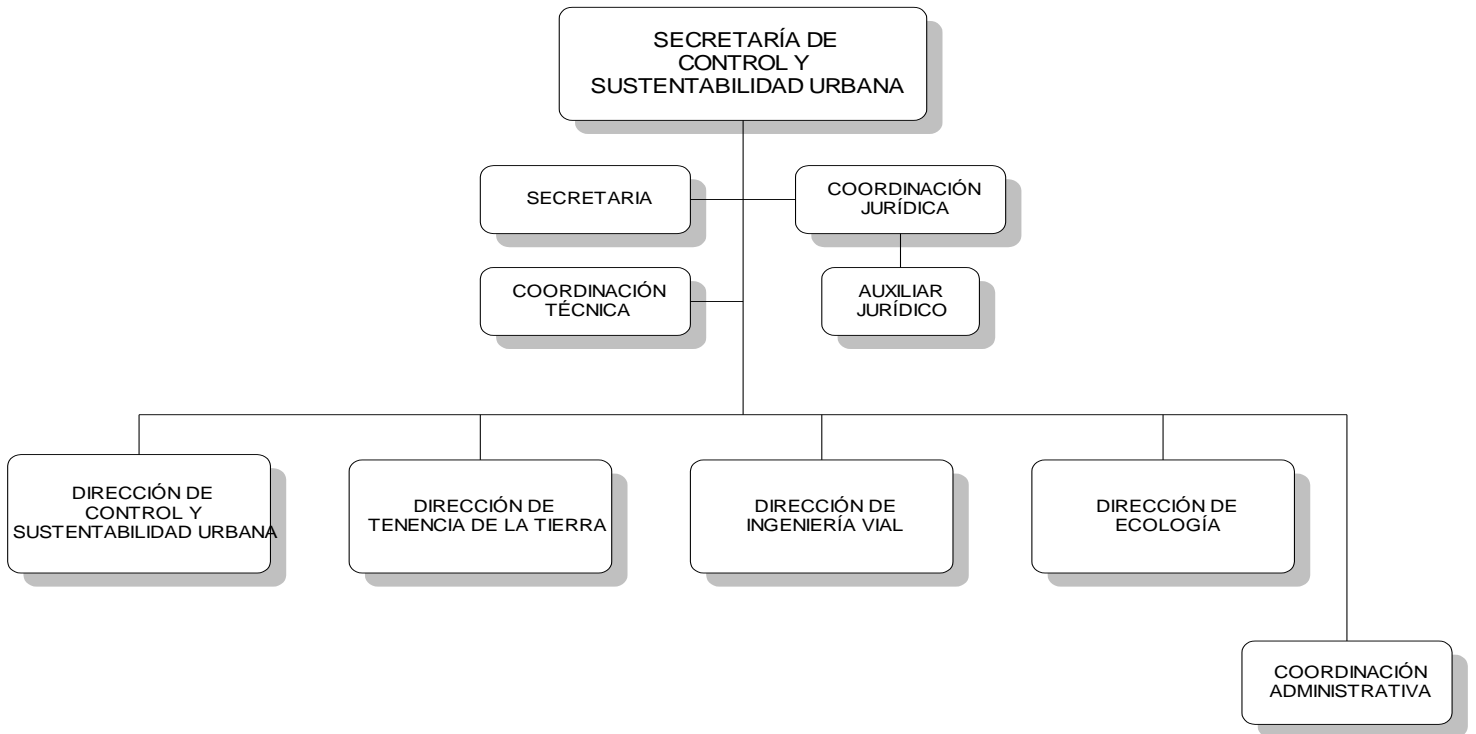 SECRETARÍA DE
CONTROL Y
SUSTENTABILIDAD URBANA
SECRETARIA
COORDINACIÓN
JURÍDICA
COORDINACIÓN
TÉCNICA
AUXILIAR
JURÍDICO
DIRECCIÓN DE
CONTROL Y
SUSTENTABILIDAD URBANA
DIRECCIÓN DE
TENENCIA DE LA TIERRA
DIRECCIÓN DE
INGENIERÍA VIAL
DIRECCIÓN DE
ECOLOGÍA
COORDINACIÓN
ADMINISTRATIVA